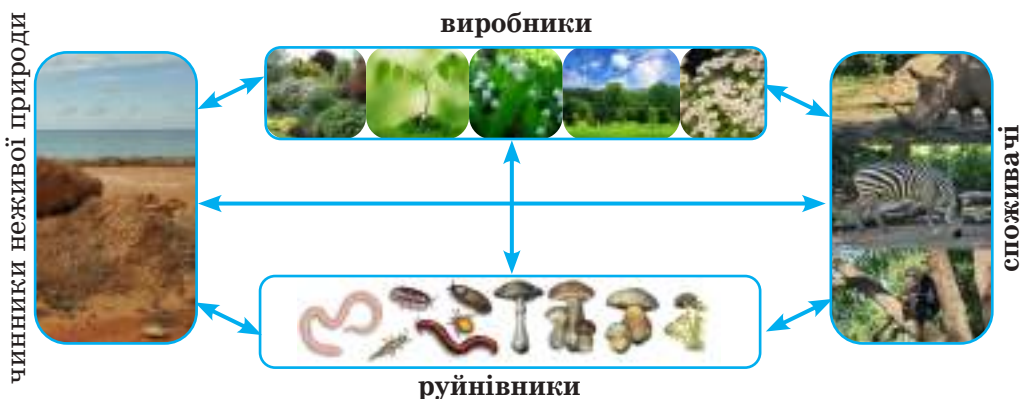 виробники
чинники неживої природи
споживачі
руйнівники